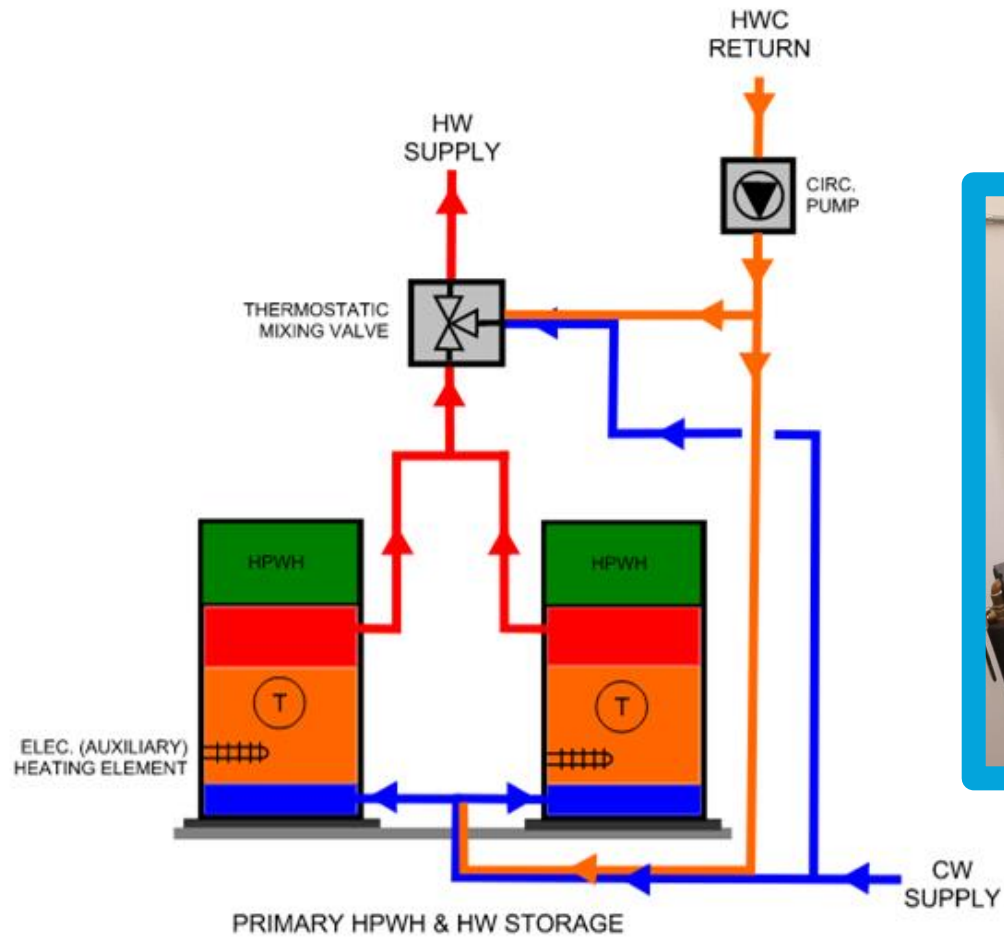 HWC
RETURN
HW
SUPPLY
CIRC.
PUMP
THERMOSTATIC
MIXING VALVE
HPWH
HPWH
T
T
ELEC. (AUXILIARY)
HEATING ELEMENT
CW
SUPPLY
PRIMARY HPWH & HW STORAGE